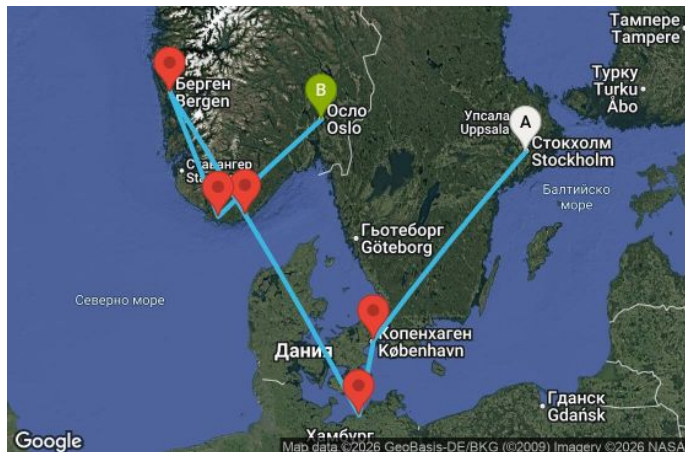 Тампере
Tampere
Берген
Bergen
B
Осло
Oslo
Упсала
Uppsala
Турку
Turku
Åbo
A
Стокхолм
Stockholm
Балтийско
море
Гьотеборг
Göteborg
Северно море
Копенхаген
København
Дания
Гданск
Gdańsk
Хамбург
Google
Map data ©2026 GeoBasis-DE/BKG (©2009) Imagery ©2026 NASA